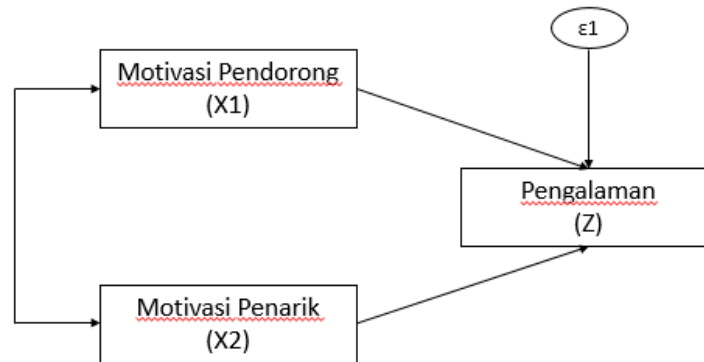 ε1
Motivasi Pendorong
(X1)
Pengalaman
(Z)
Motivasi Penarik
(X2)